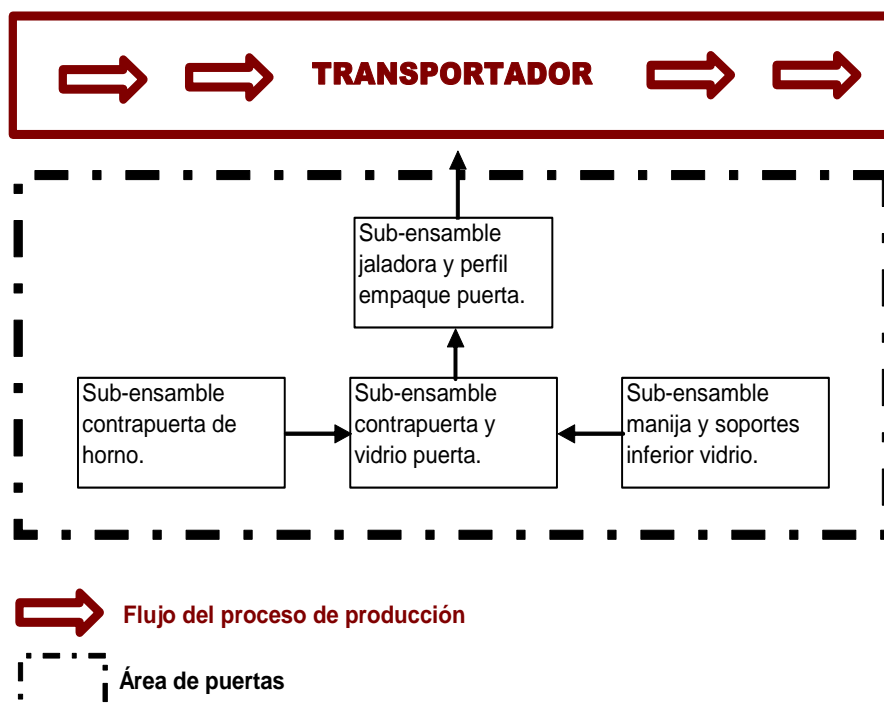 TRANSPORTADOR
Sub-ensamble
jaladora y perfil
empaque puerta.
Sub-ensamble
contrapuerta de
horno.
Sub-ensamble
contrapuerta y
vidrio puerta.
Sub-ensamble
manija y soportes
inferior vidrio.
Flujo del proceso de producción
Área de puertas